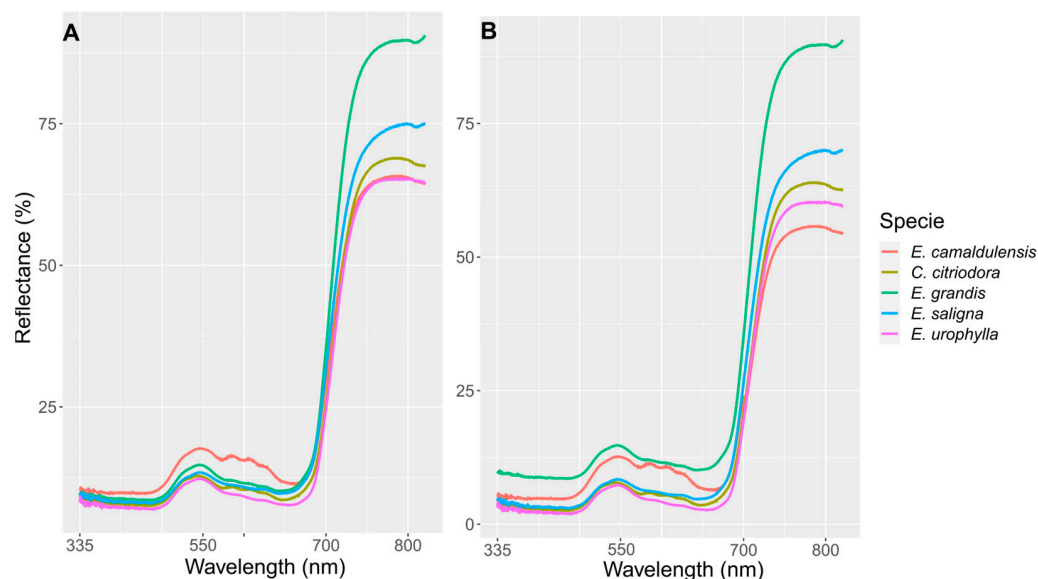 A
B
75
50
25
Reflectance (%)
335
550
700
800
Wavelength (nm)
75
50
25
0
335
550
700
800
Wavelength (nm)
Specie
E. camaldulensis
C. citriodora
E. grandis
E. saligna
E. urophylla